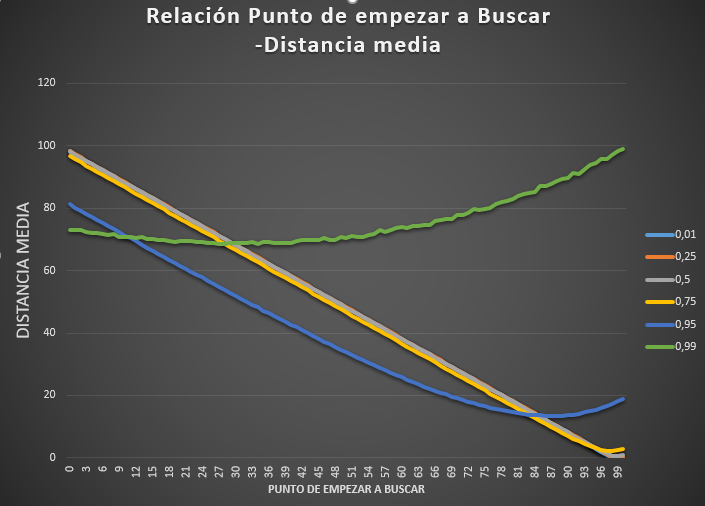 Relación Punto de empezar a Buscar
-Distancia media
120
100
80
60
40
20
0
DISTANCIA MEDIA
0 3 6 9 12 15 18 21 24 27 30 33 36 39 42 45 48 51 54 57 60 63 66 69 72 75 78 81 84 87 90 93 96 99
PUNTO DE EMPEZAR A BUSCAR
0,01
0,25
0,5
0,75
0,95
0,99